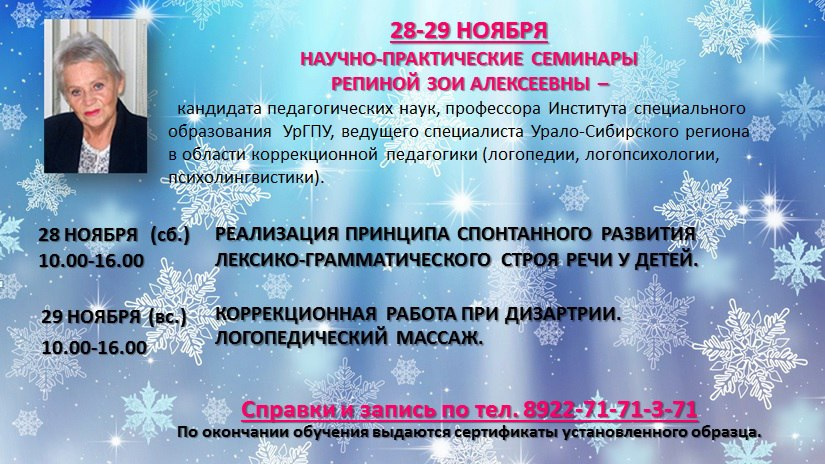 28-29 НОЯБРЯ
НАУЧНО-ПРАКТИЧЕСКИЕ СЕМИНАРЫ
РЕПИНОЙ ЗОИ АЛЕКСЕЕВНЫ –
кандидата педагогических наук, профессора Института специального
образования УрГПУ, ведущего специалиста Урало-Сибирского региона
в области коррекционной педагогики (логопедии, логопсихологии,
психолингвистики).
28 НОЯБРЯ (сб.) РЕАЛИЗАЦИЯ ПРИНЦИПА СПОНТАННОГО РАЗВИТИЯ
10.00-16.00 ЛЕКСИКО-ГРАММАТИЧЕСКОГО СТРОЯ РЕЧИ У ДЕТЕЙ.
29 НОЯБРЯ (вс.) КОРРЕКЦИОННАЯ РАБОТА ПРИ ДИЗАРТРИИ.
10.00-16.00 ЛОГОПЕДИЧЕСКИЙ МАССАЖ.
Справки и запись по тел. 8922-71-71-3-71
По окончании обучения выдаются сертификаты установленного образца.